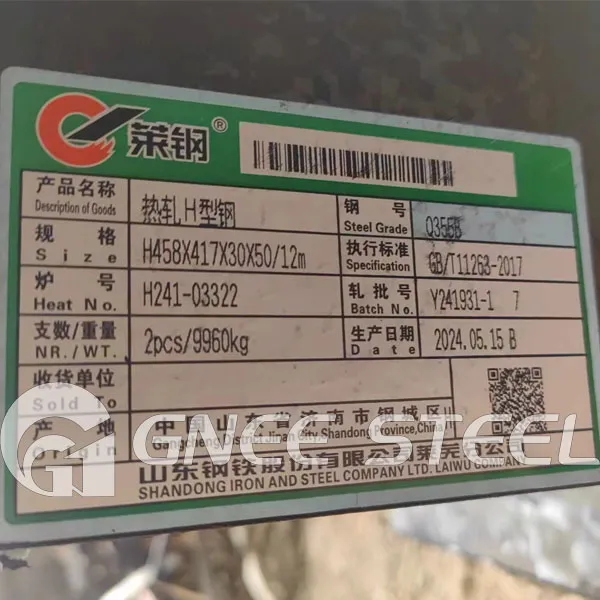 莱钢®
产品名称 热轧H型钢 钢 号 Q355B
Description of Goods Steel Grade
规 格 H458X417X30X50/12m 执行标准 GB/T11263-2017
Size Specification
炉 号 H241-03322 轧批号 Y241931-1 7
Heat No. Batch No.
支数/重量 2pcs/9960kg 生产日期 2024.05.15 B
NR./WT. Date
收货单位
Sold To
产 地 中国山东省济南市钢城区
Origin Gangcheng District Jinan City, Shandong Province, China
GNEE STEEL
山东钢铁股份有限公司莱芜分公司
SHANDONG IRON AND STEEL COMPANY LTD. LAIWU COMPANY